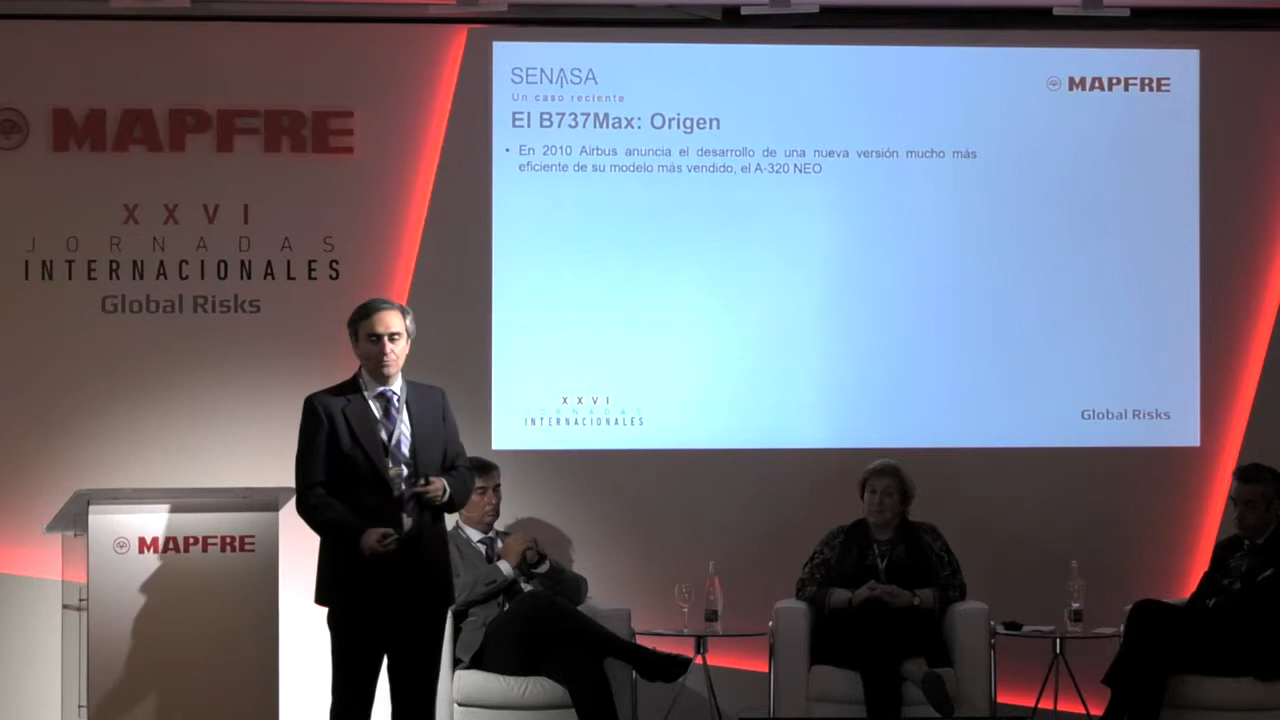 MAPFRE
XXVI
JORNADAS
INTERNACIONALES
Global Risks
SENASA
Un caso reciente
MAPFRE
El B737Max: Origen
• En 2010 Airbus anuncia el desarrollo de una nueva versión mucho más
eficiente de su modelo más vendido, el A-320 NEO
XXVI
JORNADAS
INTERNACIONALES
Global Risks
MAPFRE